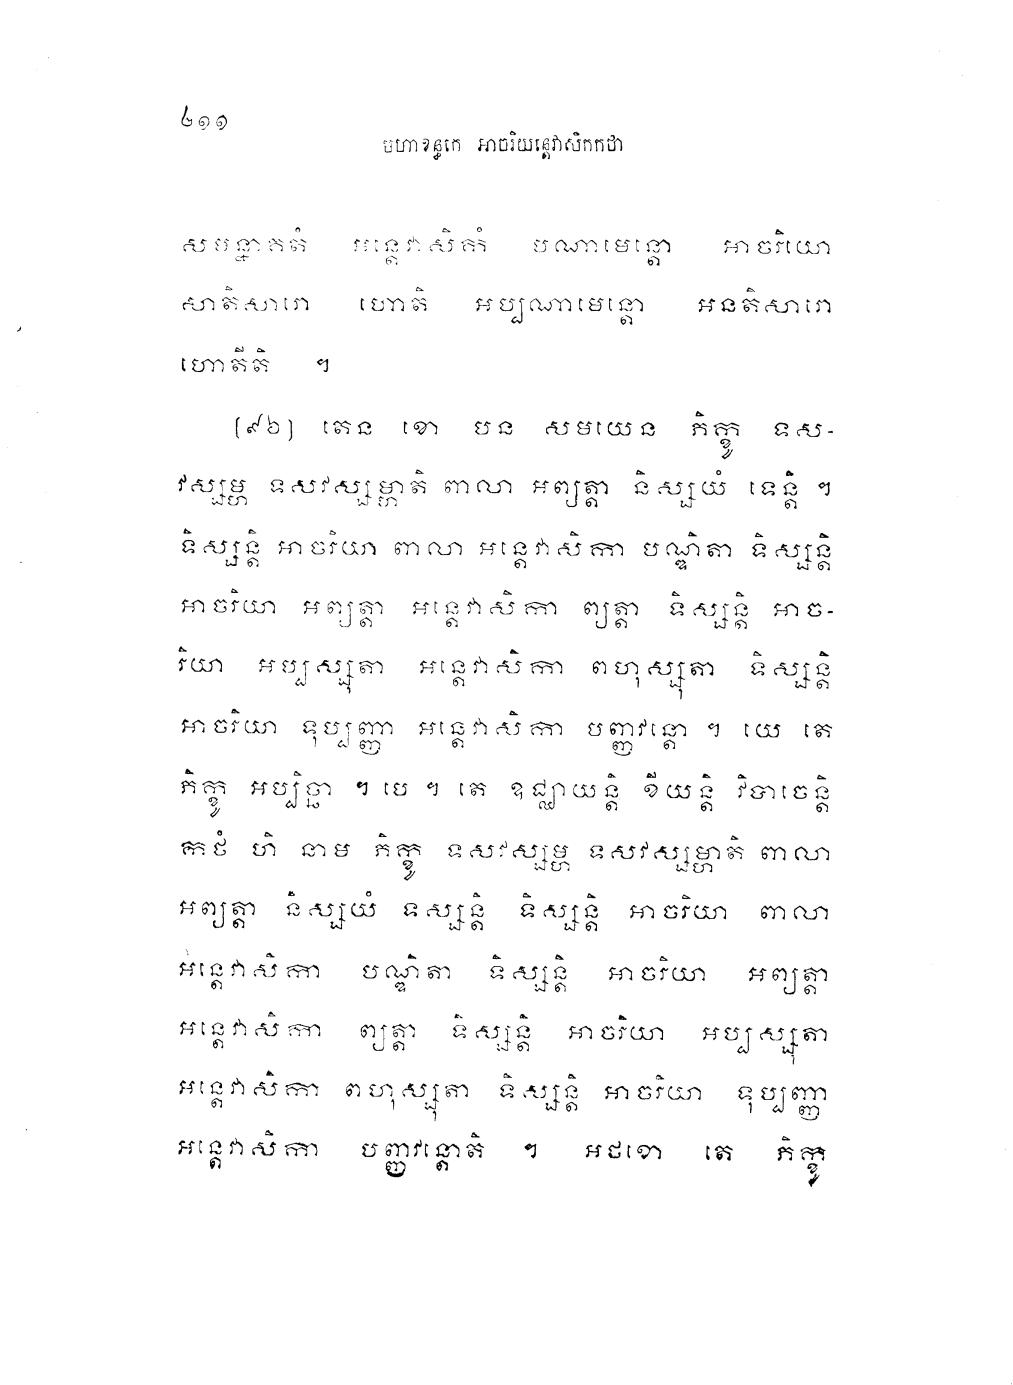 ២១១
មហាខន្ធកេ អាចរិយន្តេវាសិកកថា
សមន្នាគតំ អន្តេវាសិកំ បណាមេន្តោ អាចរិយោ
សាតិសារោ ហោតិ អប្បណាមេន្តោ អនតិសារោ
ហោតីតិ ។
[៩៦] តេន ខោ បន សមយេន ភិក្ខូ ទស-
វស្សម្ហ ទសវស្សម្ហាតិ ពាលា អព្យត្តា និស្សយំ ទេន្តិ ។
ទិស្សន្តិ អាចរិយា ពាលា អន្តេវាសិកា បណ្ឌិតា ទិស្សន្តិ
អាចរិយា អព្យត្តា អន្តេវាសិកា ព្យត្តា ទិស្សន្តិ អាច-
រិយា អប្បស្សុតា អន្តេវាសិកា ពហុស្សុតា ទិស្សន្តិ
អាចរិយា ទុប្បញ្ញា អន្តេវាសិកា បញ្ញវន្តោ ។ យេ តេ
ភិក្ខូ អប្បិច្ឆា ។ បេ ។ តេ ឧជ្ឈាយន្តិ ខីយន្តិ វិបាចេន្តិ
កថំ ហិ នាម ភិក្ខូ ទសវស្សម្ហ ទសវស្សម្ហាតិ ពាលា
អព្យត្តា និស្សយំ ទស្សន្តិ ទិស្សន្តិ អាចរិយា ពាលា
អន្តេវាសិកា បណ្ឌិតា ទិស្សន្តិ អាចរិយា អព្យត្តា
អន្តេវាសិកា ព្យត្តា ទិស្សន្តិ អាចរិយា អប្បស្សុតា
អន្តេវាសិកា ពហុស្សុតា ទិស្សន្តិ អាចរិយា ទុប្បញ្ញា
អន្តេវាសិកា បញ្ញវន្តោតិ ។ អថខោ តេ ភិក្ខូ